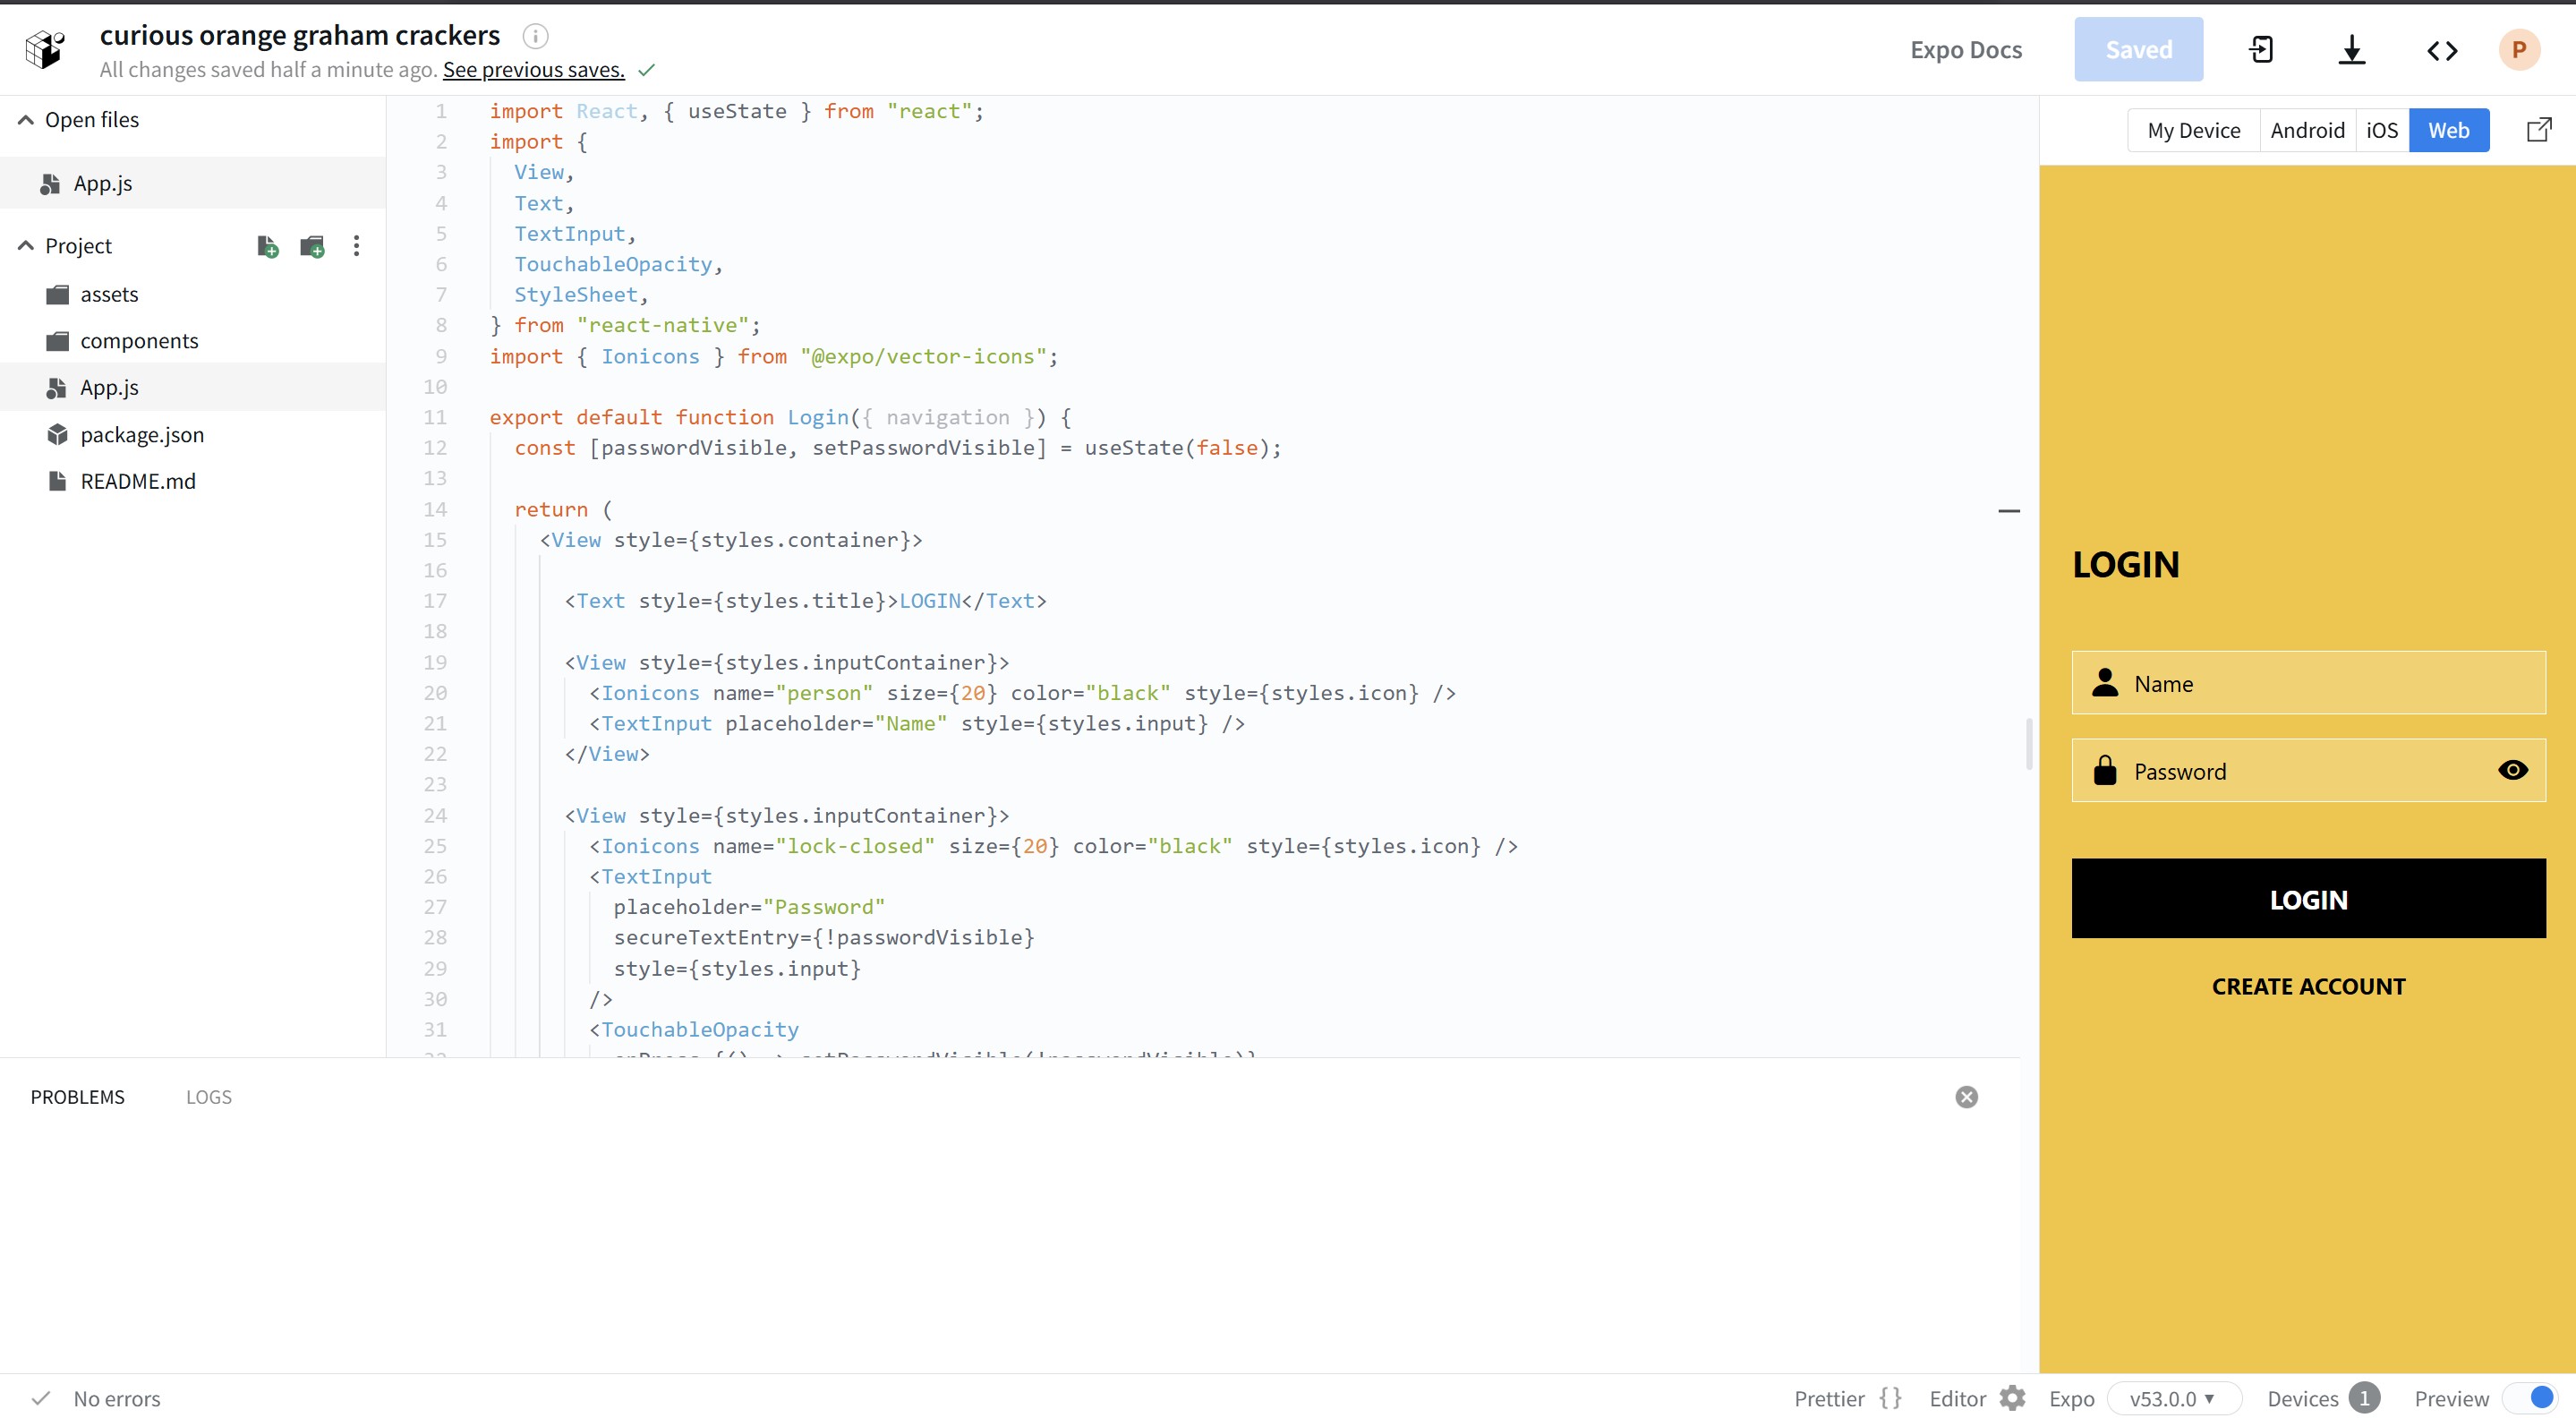 curious orange graham crackers
All changes saved half a minute ago. See previous saves.
Expo Docs
Saved
P
Open files
App.js
Project
assets
components
App.js
package.json
README.md
1 import React, { useState } from "react";
2 import {
3 View,
4 Text,
5 TextInput,
6 TouchableOpacity,
7 StyleSheet,
8 } from "react-native";
9 import { Ionicons } from "@expo/vector-icons";
10
11 export default function Login({ navigation }) {
12 const [passwordVisible, setPasswordVisible] = useState(false);
13
14 return (
15 <View style={styles.container}>
16
17 <Text style={styles.title}>LOGIN</Text>
18
19 <View style={styles.inputContainer}>
20 <Ionicons name="person" size={20} color="black" style={styles.icon} />
21 <TextInput placeholder="Name" style={styles.input} />
22 </View>
23
24 <View style={styles.inputContainer}>
25 <Ionicons name="lock-closed" size={20} color="black" style={styles.icon} />
26 <TextInput
27 placeholder="Password"
28 secureTextEntry={!passwordVisible}
29 style={styles.input}
30 />
31 <TouchableOpacity
My Device
Android
iOS
Web
LOGIN
Name
Password
LOGIN
CREATE ACCOUNT
PROBLEMS
LOGS
No errors
Prettier {}
Editor
Expo
v53.0.0
Devices 1
Preview